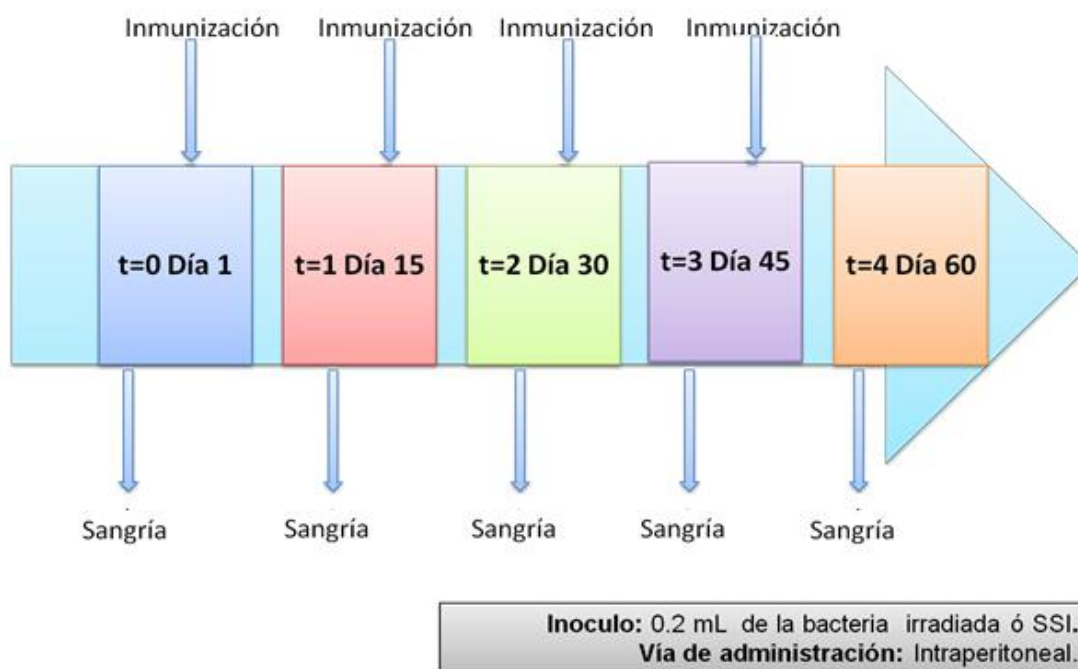 Inmunización Inmunización Inmunización Inmunización
t=0 Día 1 t=1 Día 15 t=2 Día 30 t=3 Día 45 t=4 Día 60
Sangría Sangría Sangría Sangría Sangría
Inoculo: 0.2 mL de la bacteria irradiada ó SSI.
Vía de administración: Intraperitoneal.